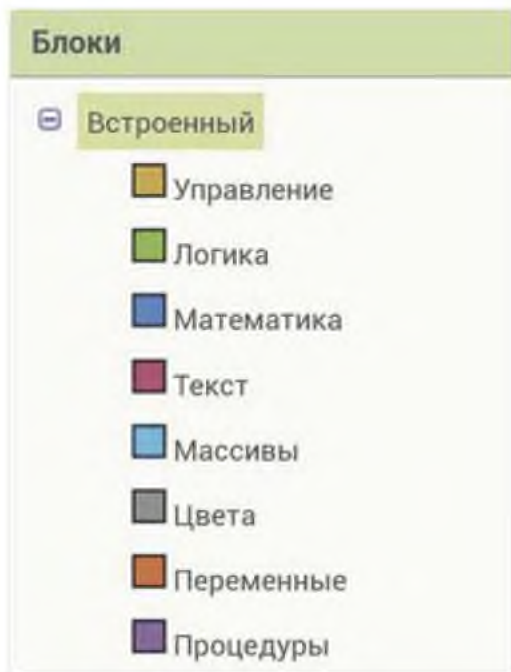 Блоки
Встроенный
Управление
Логика
Математика
Текст
Массивы
Цвета
Переменные
Процедуры